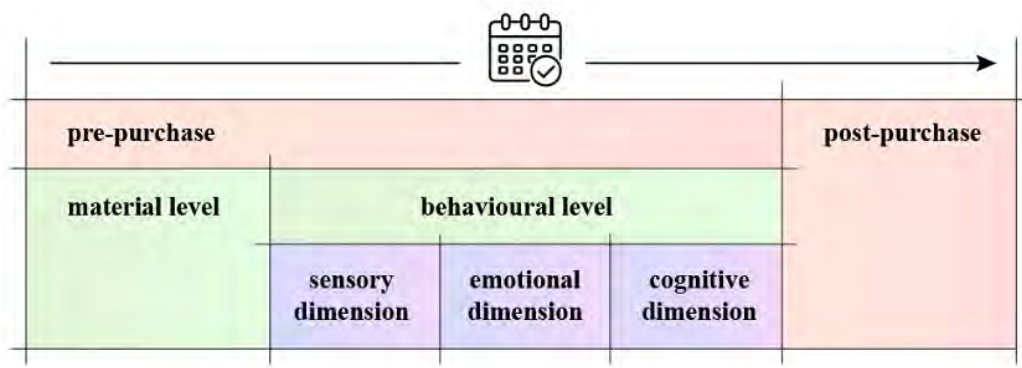 pre-purchase
post-purchase
material level
behavioural level
sensory
dimension
emotional
dimension
cognitive
dimension